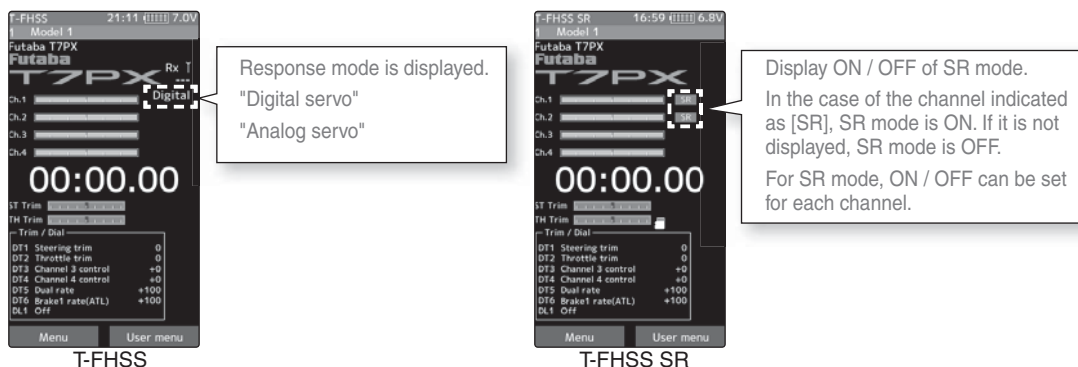 T-FHSS 21:11 7.0V
1 Model 1
Futaba T7PX
Futaba
T7PX
Rx
---
Digital
Ch.1
Ch.2
Ch.3
Ch.4
00:00.00
ST Trim
TH Trim
Trim / Dial
DT1 Steering trim 0
DT2 Throttle trim 0
DT3 Channel 3 control +0
DT4 Channel 4 control +0
DT5 Dual rate +100
DT6 Brake1 rate(ATL) +100
DL1 Off
Menu User menu
T-FHSS
Response mode is displayed.
"Digital servo"
"Analog servo"
T-FHSS SR 16:59 6.8V
1 Model 1
Futaba T7PX
Futaba
T7PX
Ch.1 SR
Ch.2 SR
Ch.3
Ch.4
00:00.00
ST Trim
TH Trim
Trim / Dial
DT1 Steering trim 0
DT2 Throttle trim 0
DT3 Channel 3 control +0
DT4 Channel 4 control +0
DT5 Dual rate +100
DT6 Brake1 rate(ATL) +100
DL1 Off
Menu User menu
T-FHSS SR
Display ON / OFF of SR mode.
In the case of the channel indicated
as [SR], SR mode is ON. If it is not
displayed, SR mode is OFF.
For SR mode, ON / OFF can be set
for each channel.